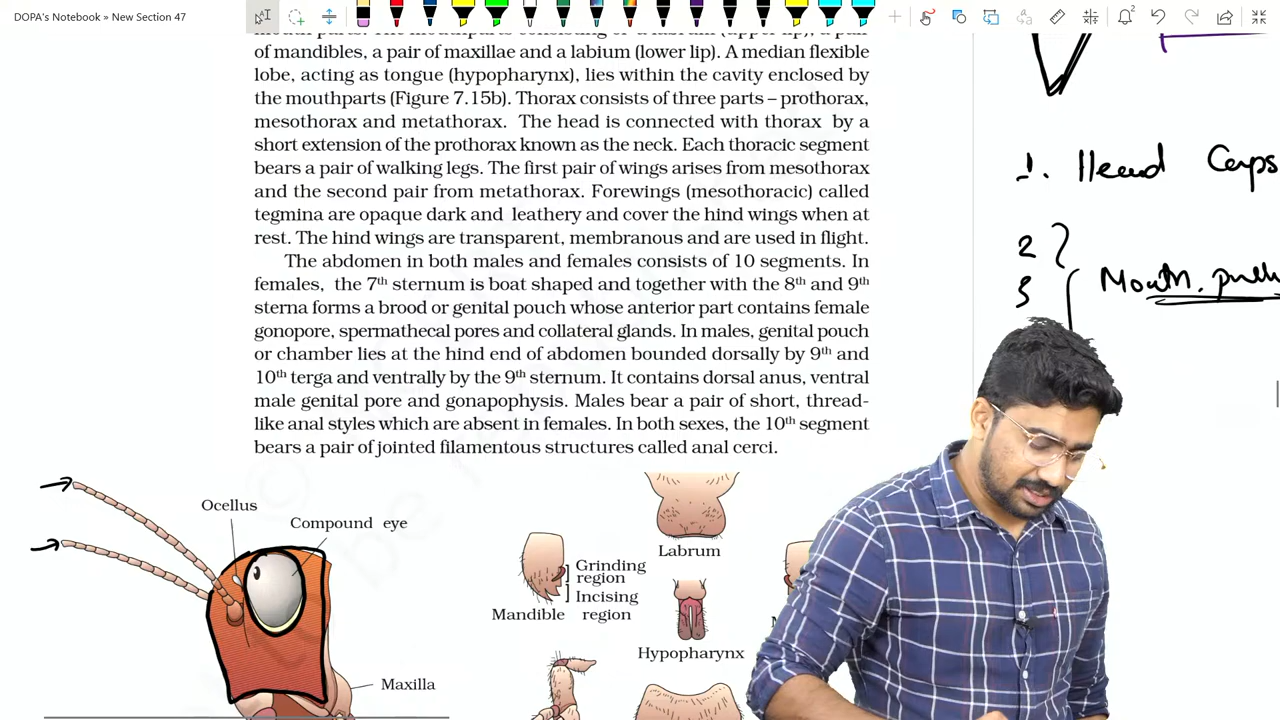 DOPA's Notebook » New Section 47
mouth parts. The mouthparts consisting of a labrum (upper lip), a pair
of mandibles, a pair of maxillae and a labium (lower lip). A median flexible
lobe, acting as tongue (hypopharynx), lies within the cavity enclosed by
the mouthparts (Figure 7.15b). Thorax consists of three parts – prothorax,
mesothorax and metathorax. The head is connected with thorax by a
short extension of the prothorax known as the neck. Each thoracic segment
bears a pair of walking legs. The first pair of wings arises from mesothorax
and the second pair from metathorax. Forewings (mesothoracic) called
tegmina are opaque dark and leathery and cover the hind wings when at
rest. The hind wings are transparent, membranous and are used in flight.
The abdomen in both males and females consists of 10 segments. In
females, the 7th sternum is boat shaped and together with the 8th and 9th
sterna forms a brood or genital pouch whose anterior part contains female
gonopore, spermathecal pores and collateral glands. In males, genital pouch
or chamber lies at the hind end of abdomen bounded dorsally by 9th and
10th terga and ventrally by the 9th sternum. It contains dorsal anus, ventral
male genital pore and gonapophysis. Males bear a pair of short, thread-
like anal styles which are absent in females. In both sexes, the 10th segment
bears a pair of jointed filamentous structures called anal cerci.
1. Head Caps
2
3
Mouth.
Ocellus
Compound eye
Maxilla
Grinding
region
Incising
region
Mandible
Labrum
Hypopharynx